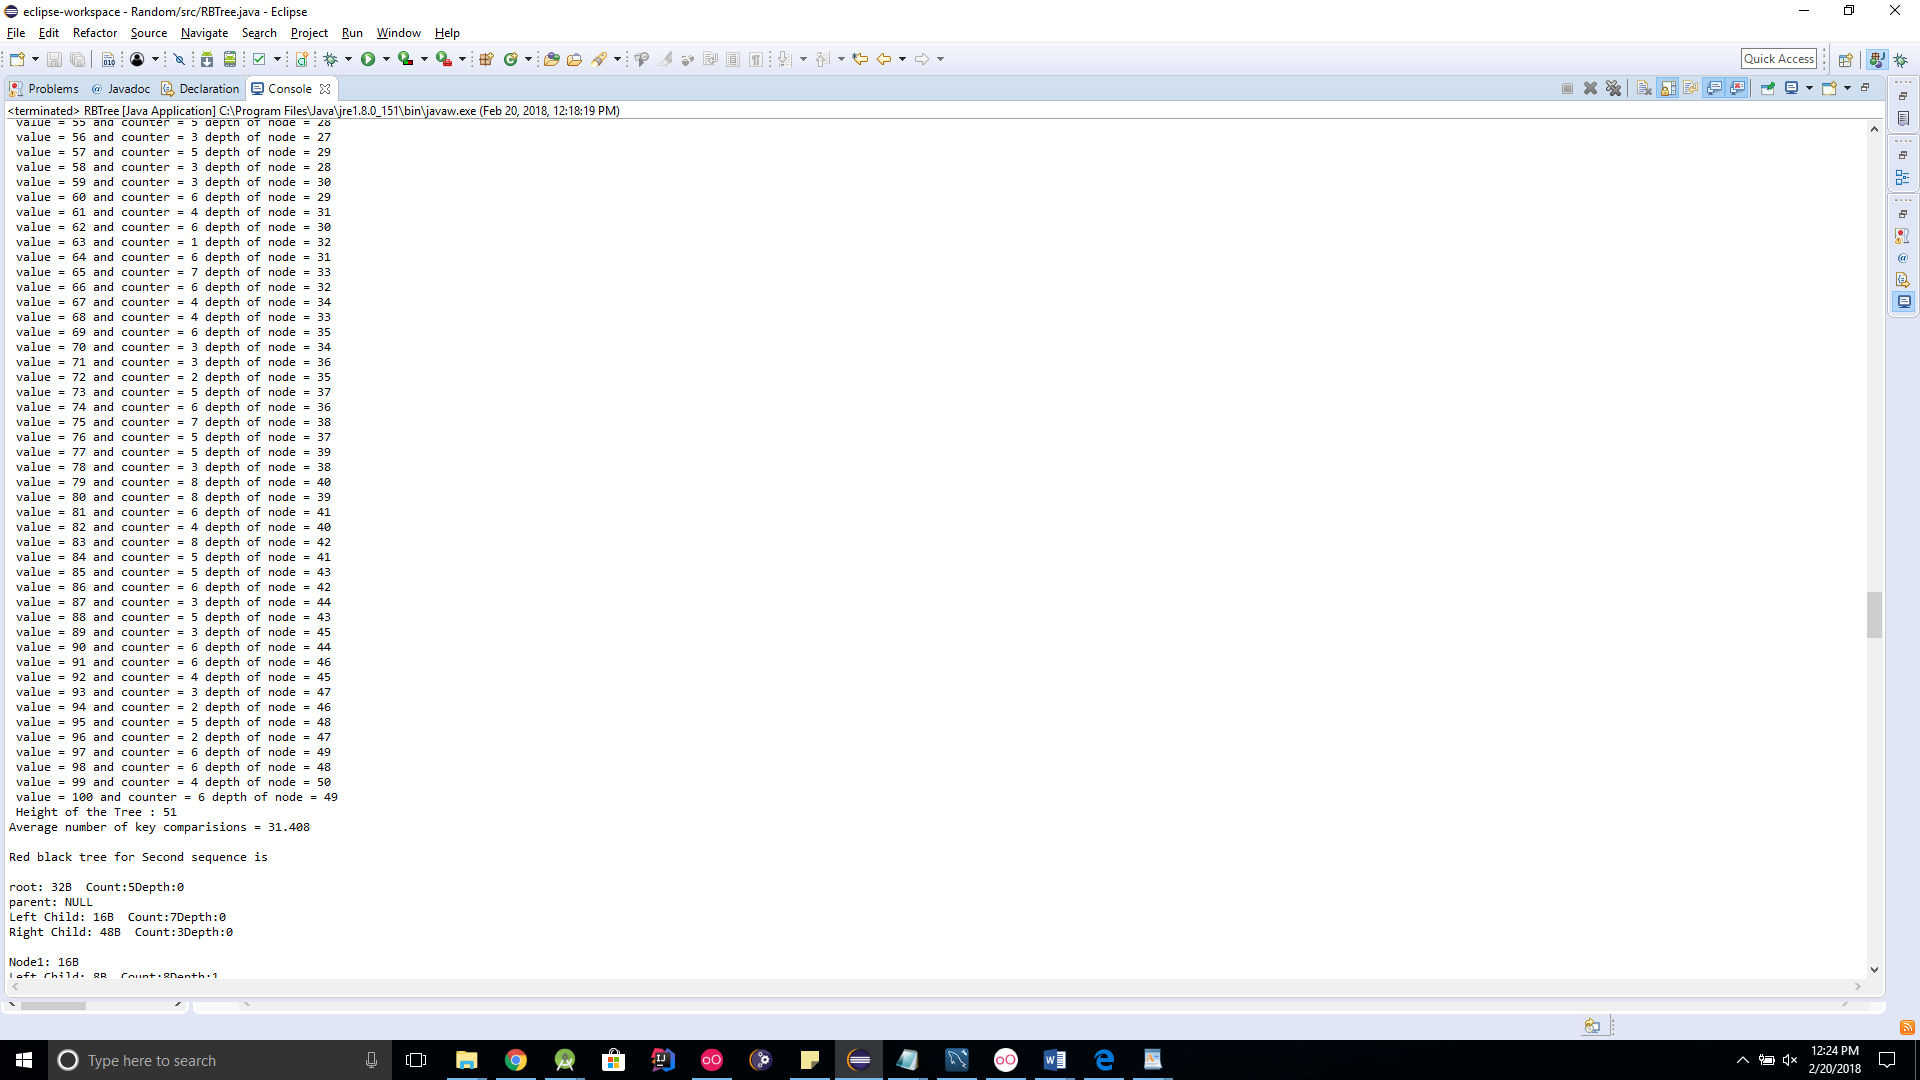 eclipse-workspace - Random/src/RBTree.java - Eclipse
File Edit Refactor Source Navigate Search Project Run Window Help
Quick Access
Problems @ Javadoc Declaration Console
<terminated> RBTree [Java Application] C:\Program Files\Java\jre1.8.0_151\bin\javaw.exe (Feb 20, 2018, 12:18:19 PM)
value = 55 and counter = 5 depth of node = 28
value = 56 and counter = 3 depth of node = 27
value = 57 and counter = 5 depth of node = 29
value = 58 and counter = 3 depth of node = 28
value = 59 and counter = 3 depth of node = 30
value = 60 and counter = 6 depth of node = 29
value = 61 and counter = 4 depth of node = 31
value = 62 and counter = 6 depth of node = 30
value = 63 and counter = 1 depth of node = 32
value = 64 and counter = 6 depth of node = 31
value = 65 and counter = 7 depth of node = 33
value = 66 and counter = 6 depth of node = 32
value = 67 and counter = 4 depth of node = 34
value = 68 and counter = 4 depth of node = 33
value = 69 and counter = 6 depth of node = 35
value = 70 and counter = 3 depth of node = 34
value = 71 and counter = 3 depth of node = 36
value = 72 and counter = 2 depth of node = 35
value = 73 and counter = 5 depth of node = 37
value = 74 and counter = 6 depth of node = 36
value = 75 and counter = 7 depth of node = 38
value = 76 and counter = 5 depth of node = 37
value = 77 and counter = 5 depth of node = 39
value = 78 and counter = 3 depth of node = 38
value = 79 and counter = 8 depth of node = 40
value = 80 and counter = 8 depth of node = 39
value = 81 and counter = 6 depth of node = 41
value = 82 and counter = 4 depth of node = 40
value = 83 and counter = 8 depth of node = 42
value = 84 and counter = 5 depth of node = 41
value = 85 and counter = 5 depth of node = 43
value = 86 and counter = 6 depth of node = 42
value = 87 and counter = 3 depth of node = 44
value = 88 and counter = 5 depth of node = 43
value = 89 and counter = 3 depth of node = 45
value = 90 and counter = 6 depth of node = 44
value = 91 and counter = 6 depth of node = 46
value = 92 and counter = 4 depth of node = 45
value = 93 and counter = 3 depth of node = 47
value = 94 and counter = 2 depth of node = 46
value = 95 and counter = 5 depth of node = 48
value = 96 and counter = 2 depth of node = 47
value = 97 and counter = 6 depth of node = 49
value = 98 and counter = 6 depth of node = 48
value = 99 and counter = 4 depth of node = 50
value = 100 and counter = 6 depth of node = 49
Height of the Tree : 51
Average number of key comparisions = 31.408
Red black tree for Second sequence is
root: 32B Count:5Depth:0
parent: NULL
Left Child: 16B Count:7Depth:0
Right Child: 48B Count:3Depth:0
Node1: 16B
Left Child: 8B Count:8Depth:1
Type here to search
12:24 PM
2/20/2018